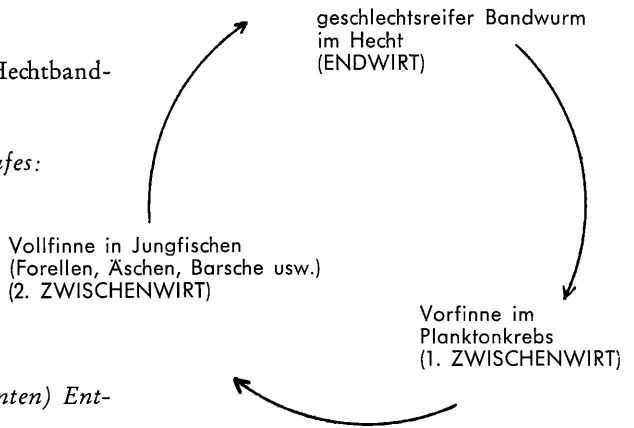 geschlechtsreifer Bandwurm
im Hecht
(ENDWIRT)
Hechtband-
fes:
Vollfinne in Jungfischen
(Forellen, Äschen, Barsche usw.)
(2. ZWISCHENWIRT)
Vorfinne im
Planktonkrebs
(1. ZWISCHENWIRT)
nten) Ent-